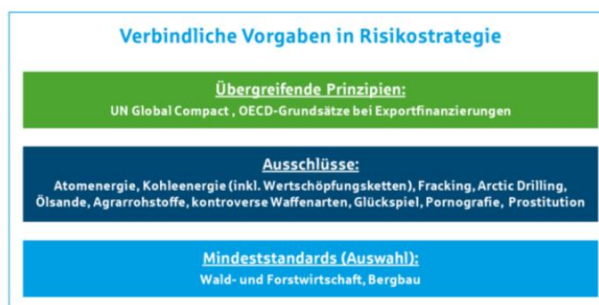 Verbindliche Vorgaben in Risikostrategie
Übergreifende Prinzipien:
UN Global Compact , OECD-Grundsätze bei Exportfinanzierungen
Ausschlüsse:
Atomenergie, Kohleenergie (inkl. Wertschöpfungsketten), Fracking, Arctic Drilling,
Ölsande, Agrarrohstoffe, kontroverse Waffenarten, Glückspiel, Pornografie, Prostitution
Mindeststandards (Auswahl):
Wald- und Forstwirtschaft, Bergbau